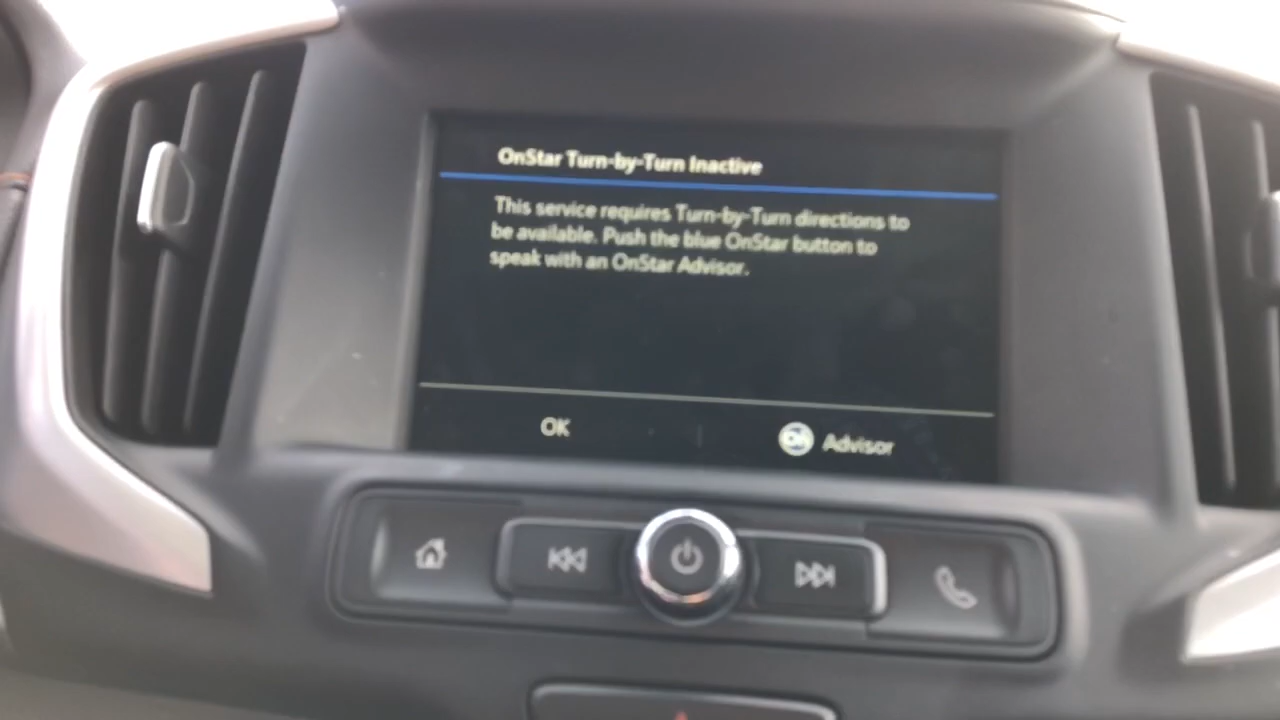 OnStar Turn-by-Turn Inactive
This service requires Turn-by-Turn directions to
be available. Push the blue OnStar button to
speak with an OnStar Advisor.
OK
ON Advisor